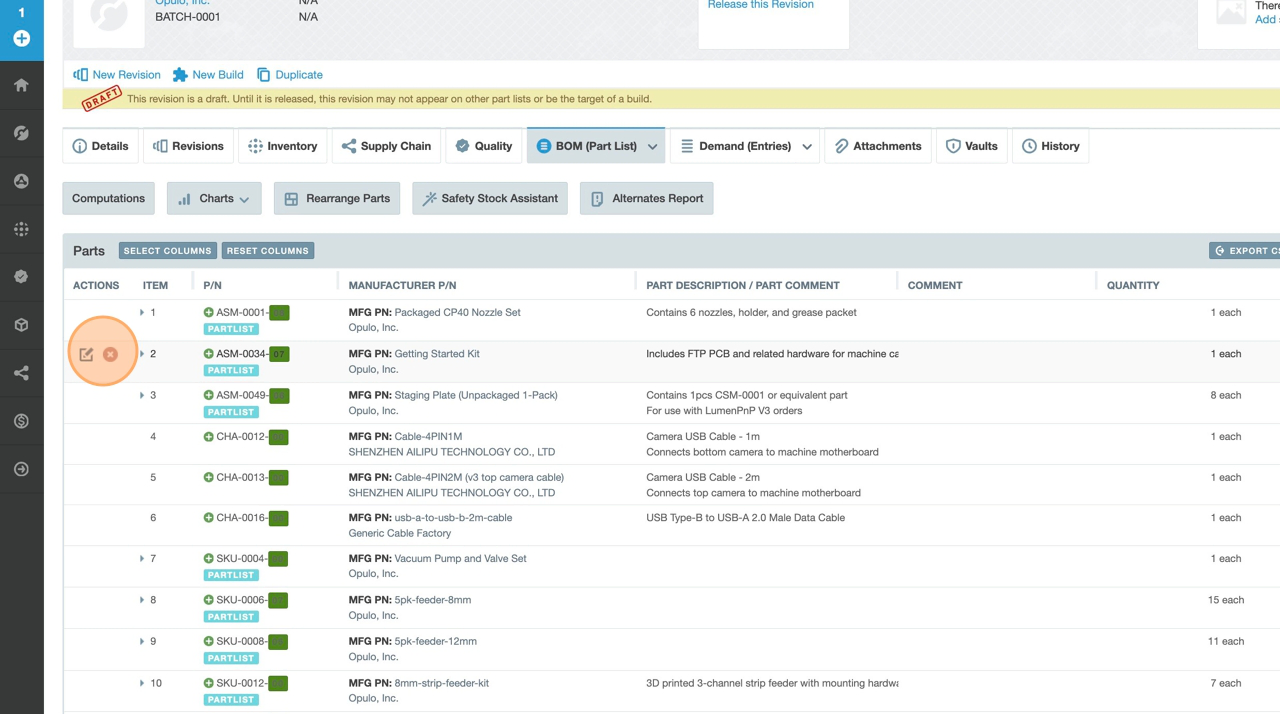 1
Opulo, Inc. N/A
BATCH-0001 N/A
Release this Revision
There
Add
New Revision New Build Duplicate
DRAFT This revision is a draft. Until it is released, this revision may not appear on other part lists or be the target of a build.
Details Revisions Inventory Supply Chain Quality BOM (Part List) Demand (Entries) Attachments Vaults History
Computations Charts Rearrange Parts Safety Stock Assistant Alternates Report
Parts SELECT COLUMNS RESET COLUMNS EXPORT CS
ACTIONS ITEM P/N MANUFACTURER P/N PART DESCRIPTION / PART COMMENT COMMENT QUANTITY
1 ASM-0001- MFG PN: Packaged CP40 Nozzle Set Contains 6 nozzles, holder, and grease packet 1 each
PARTLIST Opulo, Inc.
2 ASM-0034-07 MFG PN: Getting Started Kit Includes FTP PCB and related hardware for machine ca 1 each
PARTLIST Opulo, Inc.
3 ASM-0049- MFG PN: Staging Plate (Unpackaged 1-Pack) Contains 1pcs CSM-0001 or equivalent part 8 each
PARTLIST Opulo, Inc. For use with LumenPnP V3 orders
4 CHA-0012- MFG PN: Cable-4PIN1M Camera USB Cable - 1m 1 each
SHENZHEN AILIPU TECHNOLOGY CO., LTD Connects bottom camera to machine motherboard
5 CHA-0013- MFG PN: Cable-4PIN2M (v3 top camera cable) Camera USB Cable - 2m 1 each
SHENZHEN AILIPU TECHNOLOGY CO., LTD Connects top camera to machine motherboard
6 CHA-0016- MFG PN: usb-a-to-usb-b-2m-cable USB Type-B to USB-A 2.0 Male Data Cable 1 each
Generic Cable Factory
7 SKU-0004- MFG PN: Vacuum Pump and Valve Set 1 each
PARTLIST Opulo, Inc.
8 SKU-0006- MFG PN: 5pk-feeder-8mm 15 each
PARTLIST Opulo, Inc.
9 SKU-0008- MFG PN: 5pk-feeder-12mm 11 each
PARTLIST Opulo, Inc.
10 SKU-0012- MFG PN: 8mm-strip-feeder-kit 3D printed 3-channel strip feeder with mounting hardwa 7 each
PARTLIST Opulo, Inc.